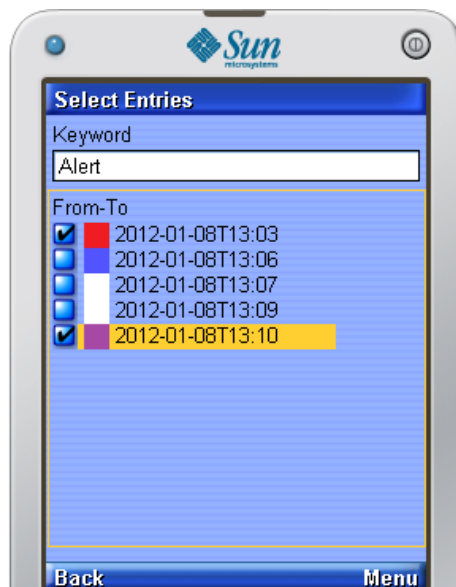 Sun
microsystems
Select Entries
Keyword
Alert
From-To
2012-01-08T13:03
2012-01-08T13:06
2012-01-08T13:07
2012-01-08T13:09
2012-01-08T13:10
Back Menu